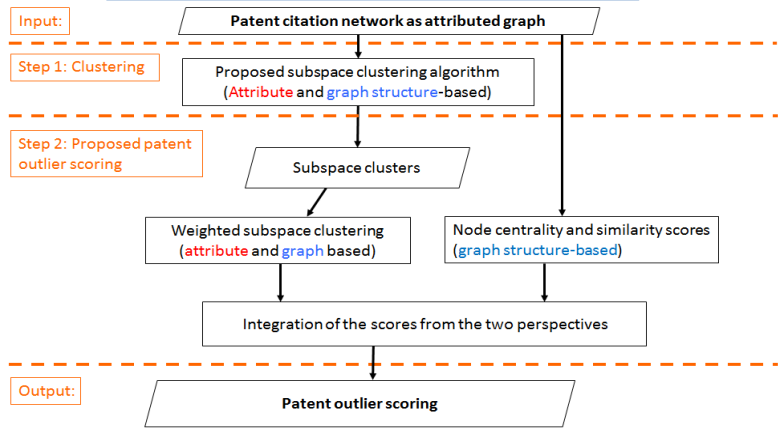 Input:
Patent citation network as attributed graph
Step 1: Clustering
Proposed subspace clustering algorithm
(Attribute and graph structure-based)
Step 2: Proposed patent
outlier scoring
Subspace clusters
Weighted subspace clustering
(attribute and graph based)
Node centrality and similarity scores
(graph structure-based)
Integration of the scores from the two perspectives
Output:
Patent outlier scoring